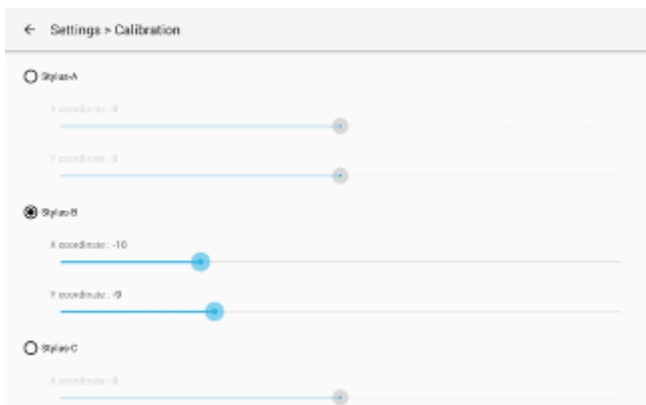 Settings > Calibration
Stylus-A
X coordinate : 0
Y coordinate : 0
Stylus-B
X coordinate : -10
Y coordinate : -9
Stylus-C
X coordinate : 0